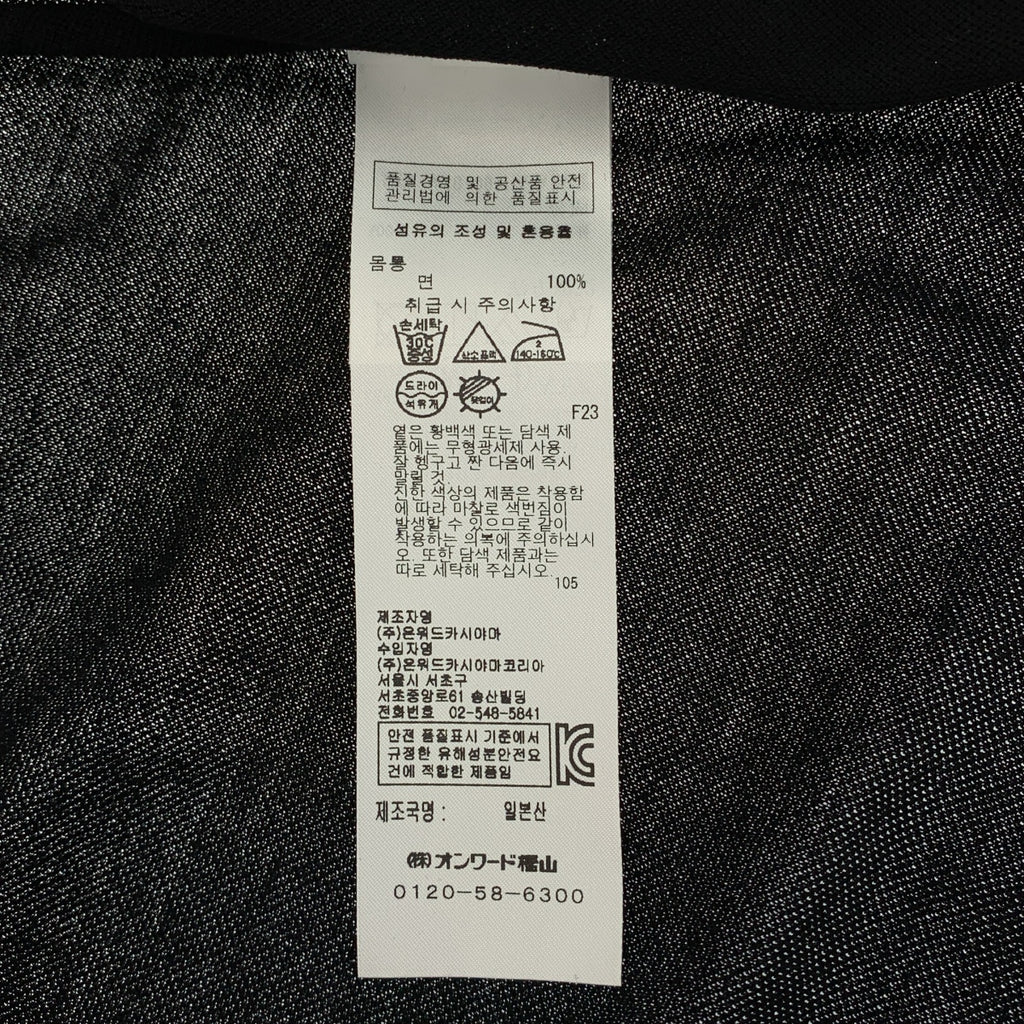 품질경영 및 공산품 안전
관리법에 의한 품질표시
섬유의 조성 및 혼용율
몸통
면 100%
취급 시 주의사항
손세탁
30℃
중성
산소표백
2
140-160℃
드라이
석유계
뉘업이
F23
옅은 황백색 또는 담색 제
품에는 무형광세제 사용.
잘 헹구고 짠 다음에 즉시
말릴 것.
진한 색상의 제품은 착용함
에 따라 마찰로 색번짐이
발생할 수 있으므로 같이
착용하는 의복에 주의하십시
오. 또한 담색 제품과는
따로 세탁해 주십시오.
105
제조자명
(주)온워드카시야마
수입자명
(주)온워드카시야마코리아
서울시 서초구
서초중앙로61 송산빌딩
전화번호 02-548-5841
안전 품질표시 기준에서
규정한 유해성분안전요
건에 적합한 제품임
KC
제조국명 : 일본산
㈱オンワード樫山
0120-58-6300